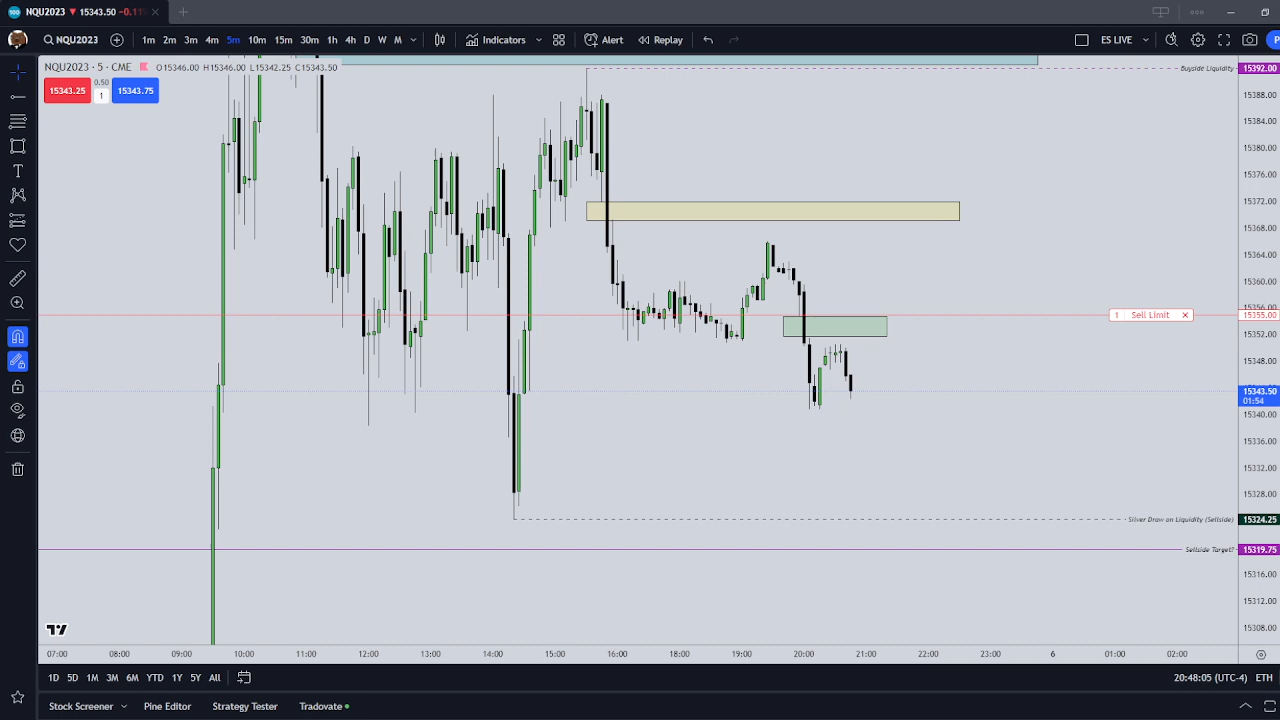 NQU2023 15343.50 -0.11
NQU2023 1m 2m 3m 4m 5m 10m 15m 30m 1h 4h D W M Indicators Alert Replay ES LIVE P
NQU2023 · 5 · CME O15346.00 H15346.00 L15342.25 C15343.50
15343.25 0.50 1 15343.75
Buyside Liquidity 15392.00
15388.00
15384.00
15380.00
15376.00
15372.00
15368.00
15364.00
15360.00
15356.00
1 Sell Limit 15355.00
15352.00
15348.00
15343.50
01:54
15340.00
15336.00
15332.00
15328.00
Silver Draw on Liquidity (Sellside) 15324.25
Sellside Target? 15319.75
15316.00
15312.00
15308.00
07:00 08:00 09:00 10:00 11:00 12:00 13:00 14:00 15:00 16:00 18:00 19:00 20:00 21:00 22:00 23:00 6 01:00 02:00
1D 5D 1M 3M 6M YTD 1Y 5Y All 20:48:05 (UTC-4) ETH
Stock Screener Pine Editor Strategy Tester Tradovate